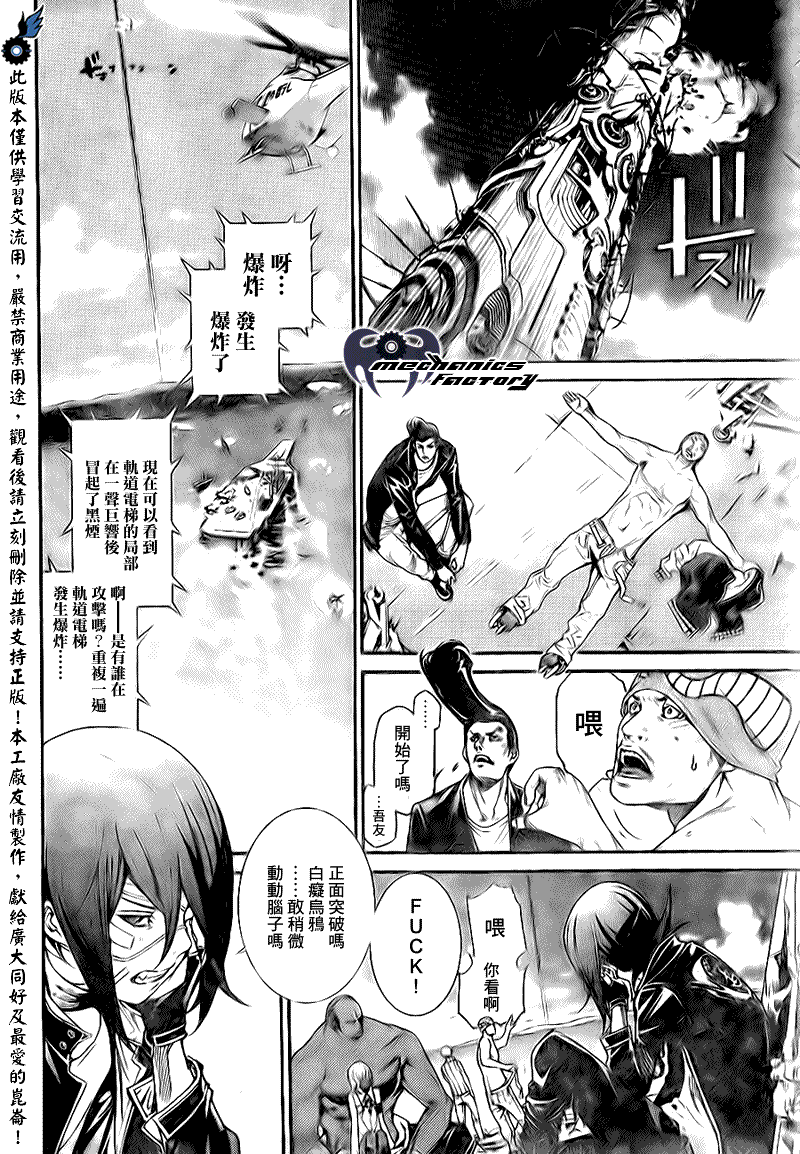 ドドズズ
呀…
爆炸 發生
爆炸了
mechanics
factory
現在可以看到
軌道電梯的局部
在一聲巨響後
冒起了黑煙
啊——是有誰在
攻擊嗎？重複一遍
軌道電梯
發生爆炸……
喂
……
開始了嗎
…吾友
喂
你看啊
FUCK！
正面突破嗎
白癡烏鴉
……敢稍微
動動腦子嗎
此版本僅供學習交流用，嚴禁商業用途，觀看後請立刻刪除並請支持正版！本工廠友情製作，獻給廣大同好及最愛的崑崙！